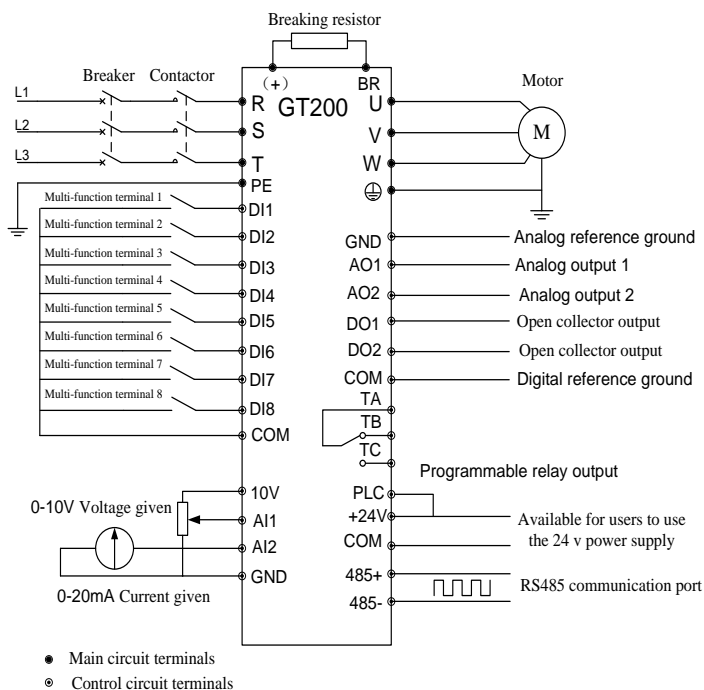 Breaking resistor
Breaker Contactor
(+) BR
Motor
L1 R GT200 U
L2 S V M
L3 T W
PE
Multi-function terminal 1 DI1
Multi-function terminal 2 DI2
GND Analog reference ground
Multi-function terminal 3 DI3
AO1 Analog output 1
Multi-function terminal 4 DI4
AO2 Analog output 2
Multi-function terminal 5 DI5
DO1 Open collector output
Multi-function terminal 6 DI6
DO2 Open collector output
Multi-function terminal 7 DI7
COM Digital reference ground
Multi-function terminal 8 DI8
TA
TB
COM
TC
Programmable relay output
10V PLC
0-10V Voltage given
AI1 +24V
Available for users to use
the 24 v power supply
AI2 COM
GND 485+
0-20mA Current given
RS485 communication port
485-
Main circuit terminals
Control circuit terminals